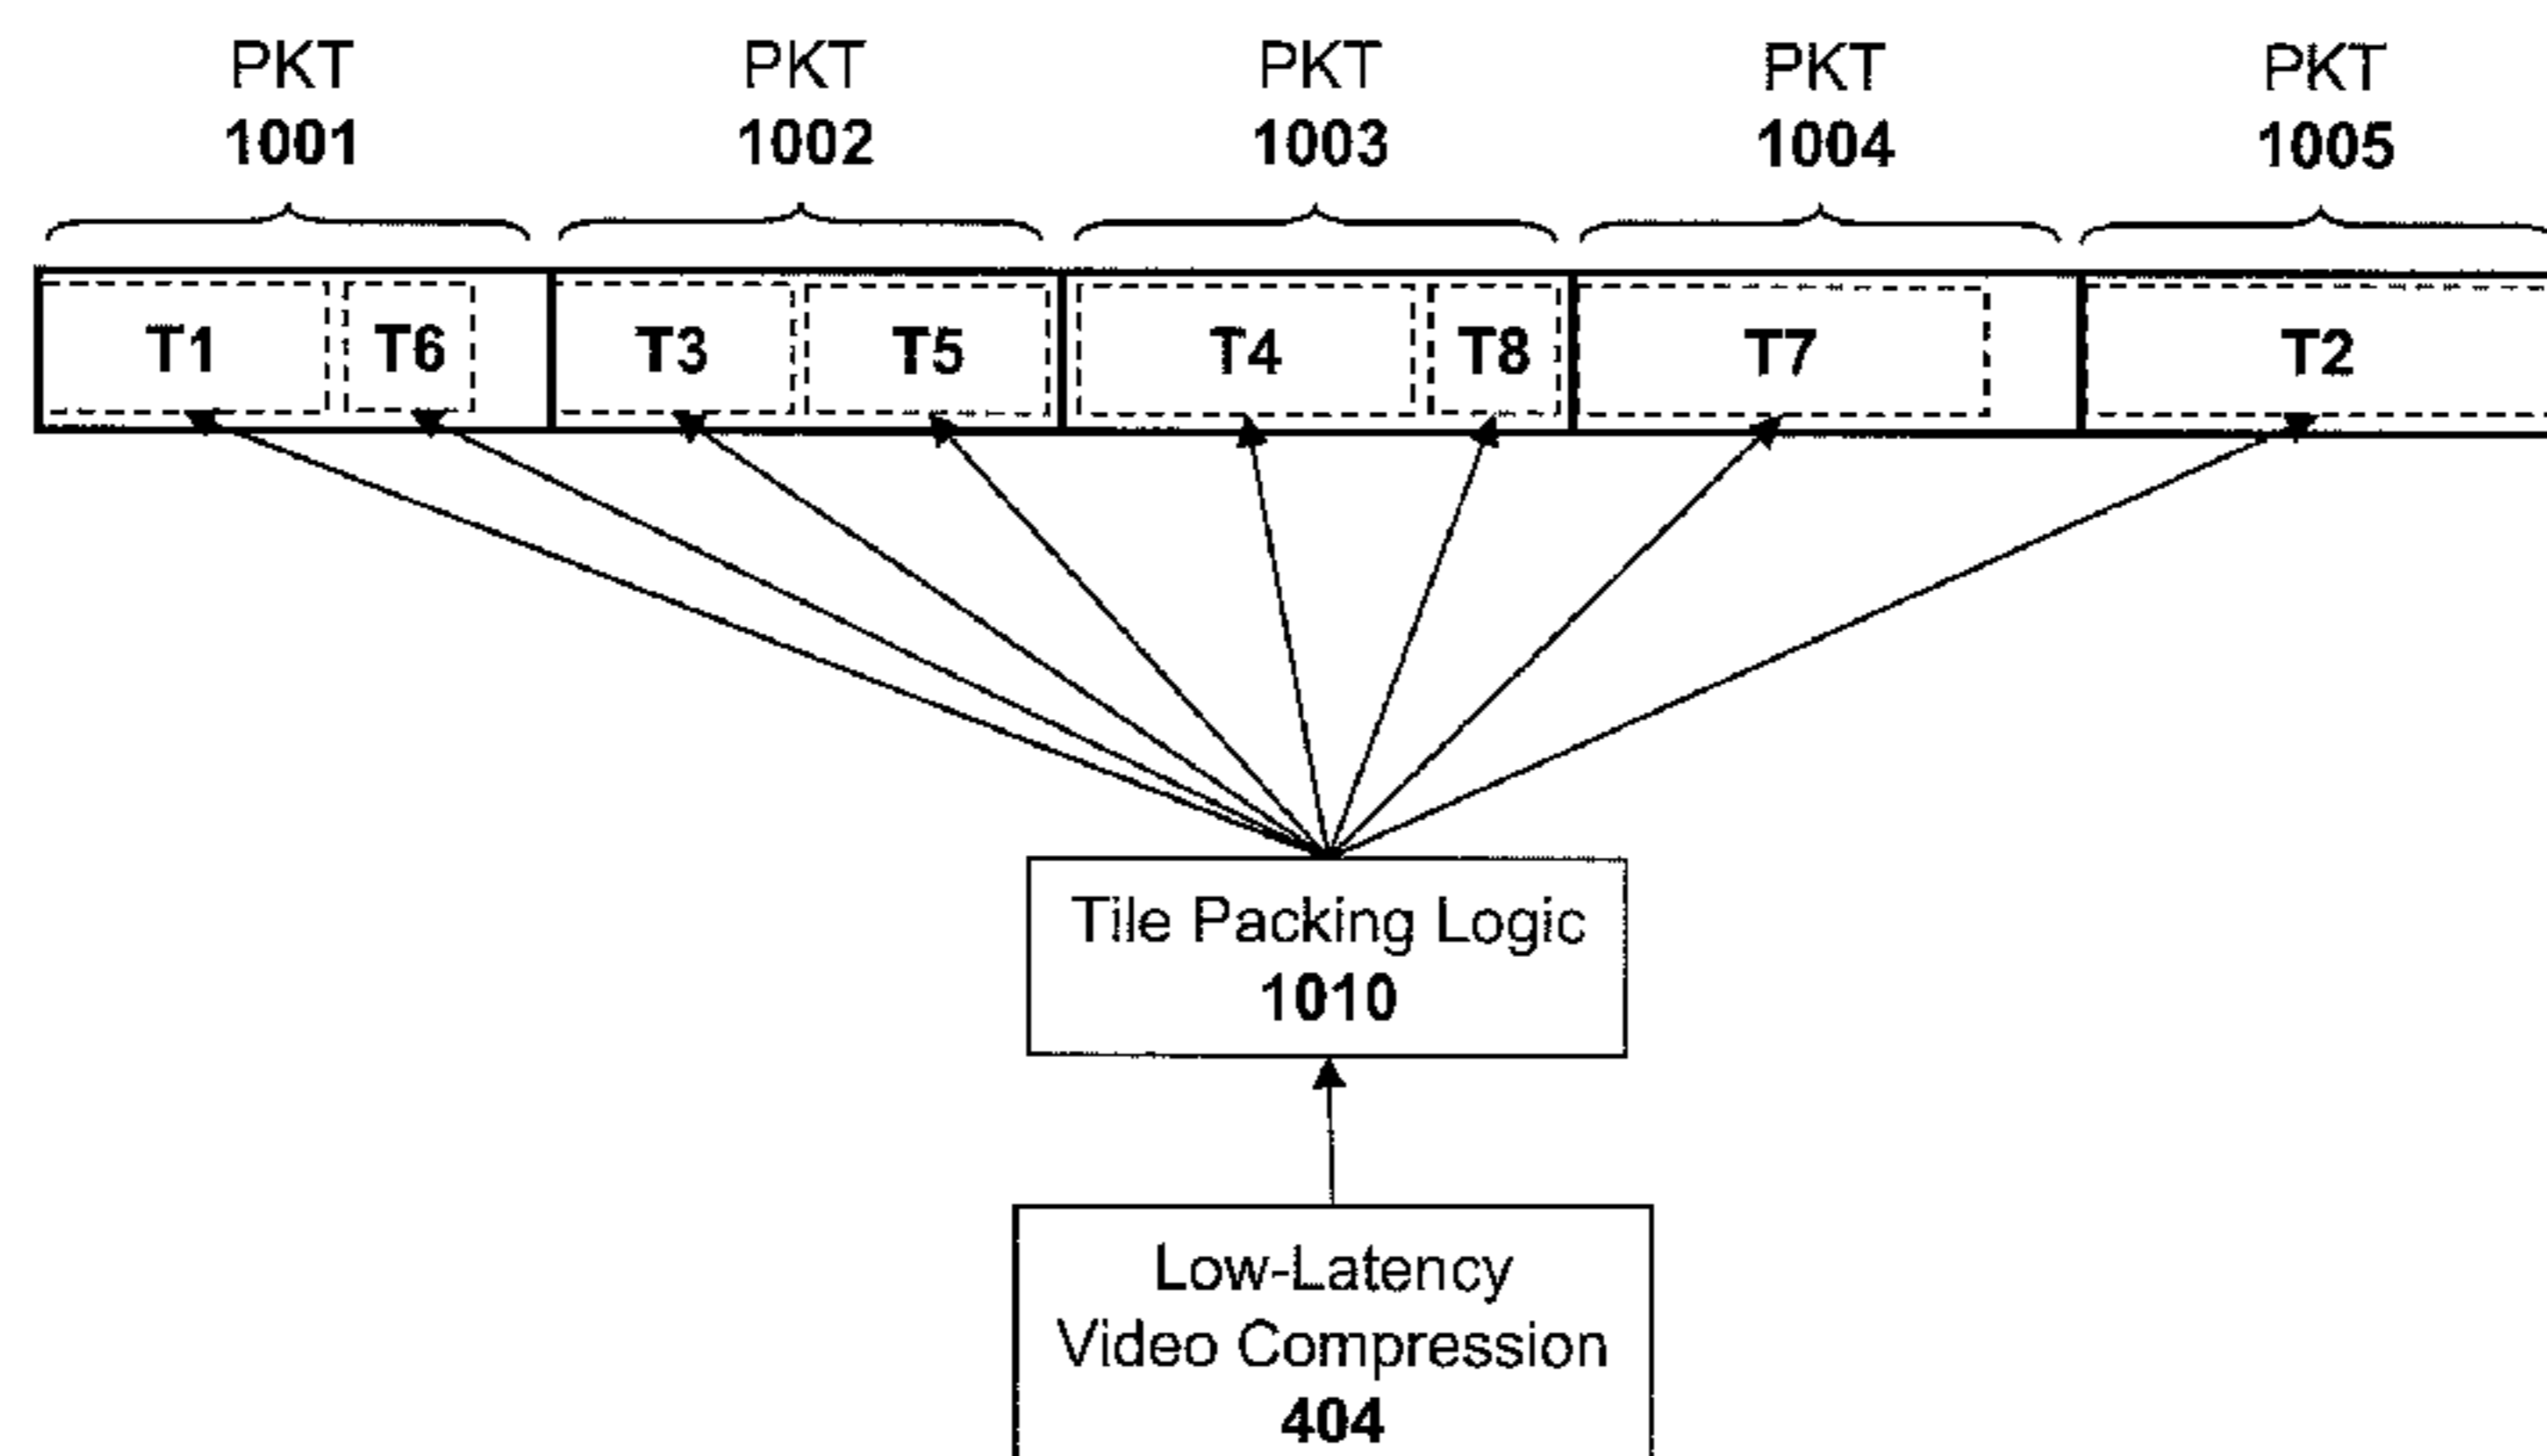 PKT PKT PKT PKT PKT
1001 1002 1003 1004 1005
T1 T6 T3 T5 T4 T8 T7 T2
Tile Packing Logic
1010
Low-Latency
Video Compression
404